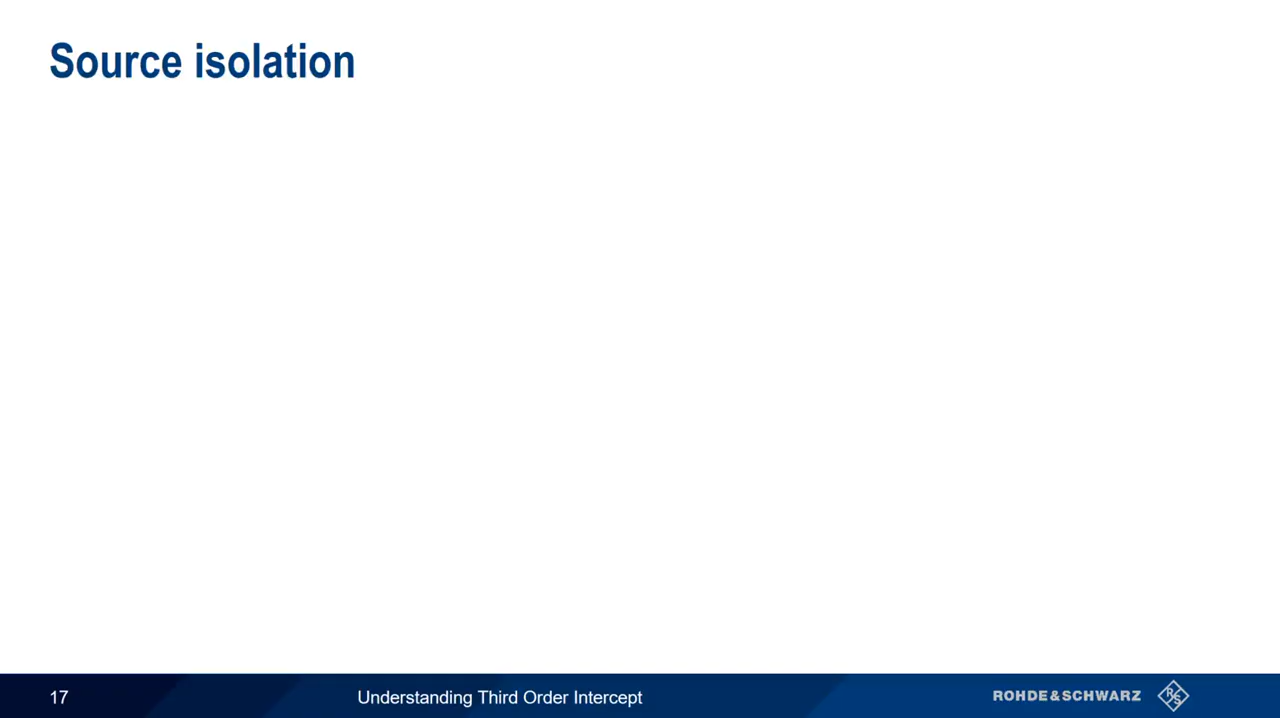 Source isolation
17
Understanding Third Order Intercept
ROHDE&SCHWARZ
R&S